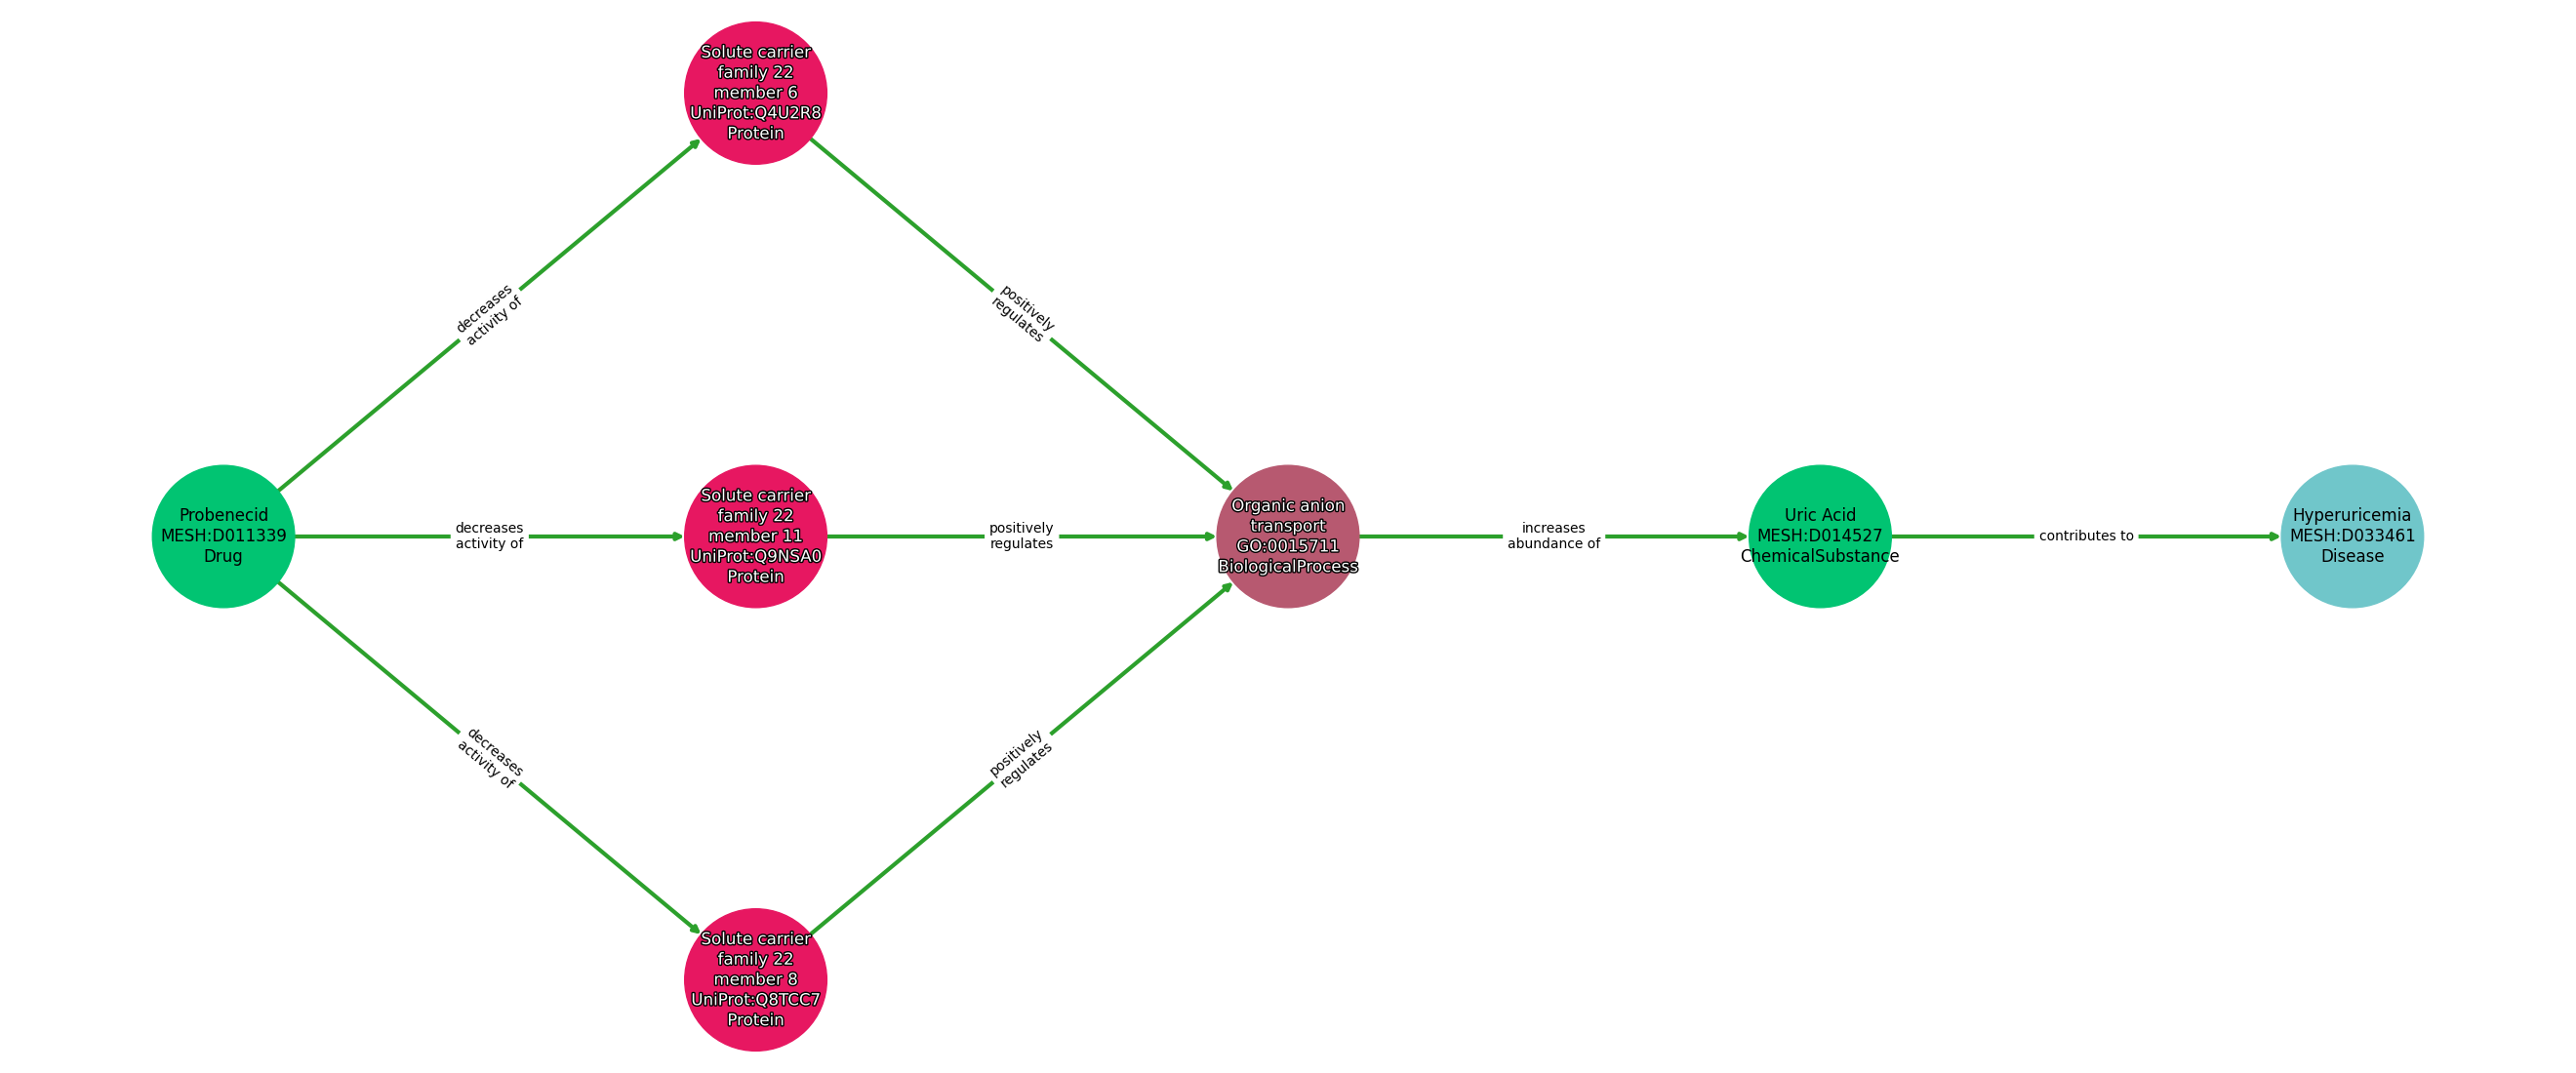 Solute carrier
family 22
member 6
UniProt:Q4U2R8
Protein
decreases
activity of
positively
regulates
Probenecid
MESH:D011339
Drug
decreases
activity of
Solute carrier
family 22
member 11
UniProt:Q9NSA0
Protein
positively
regulates
Organic anion
transport
GO:0015711
BiologicalProcess
increases
abundance of
Uric Acid
MESH:D014527
ChemicalSubstance
contributes to
Hyperuricemia
MESH:D033461
Disease
decreases
activity of
positively
regulates
Solute carrier
family 22
member 8
UniProt:Q8TCC7
Protein